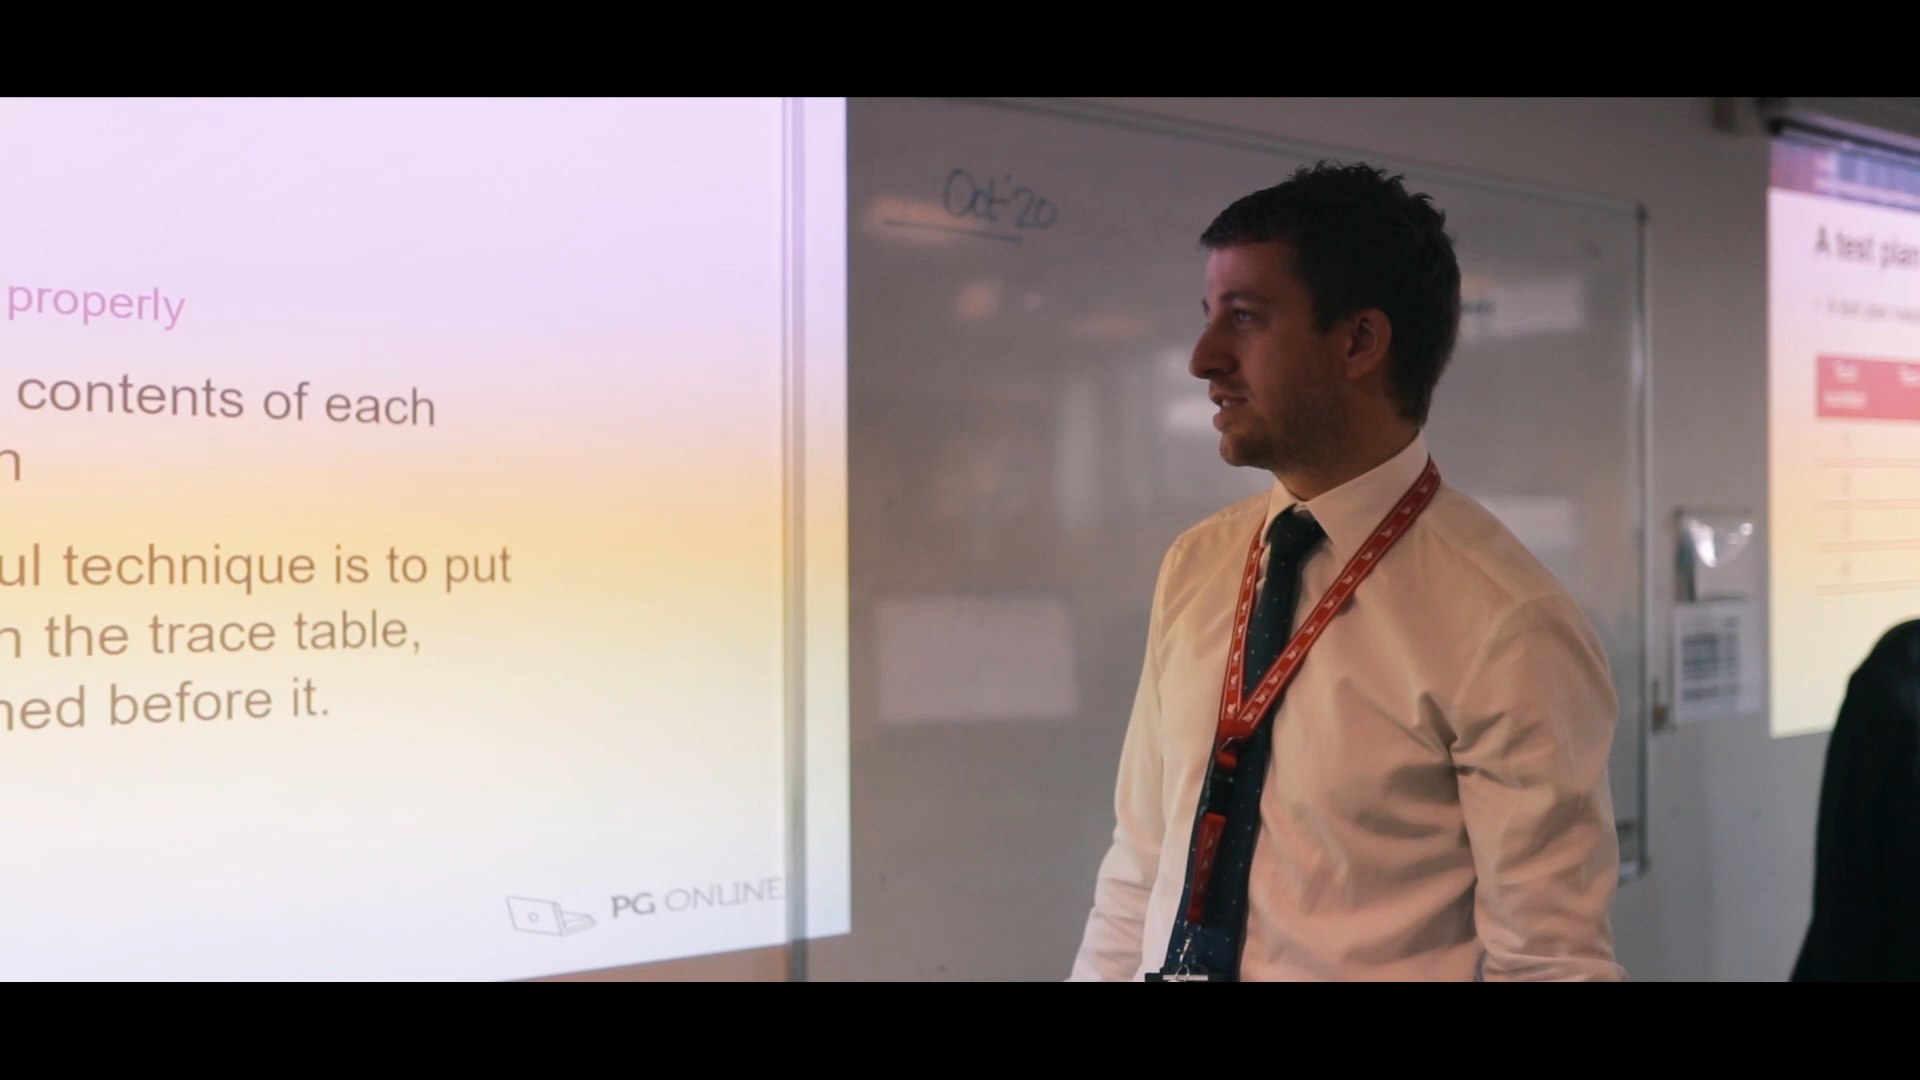 properly
contents of each
n
ul technique is to put
n the trace table,
ned before it.
PG ONLINE
Oct '20
A test plan